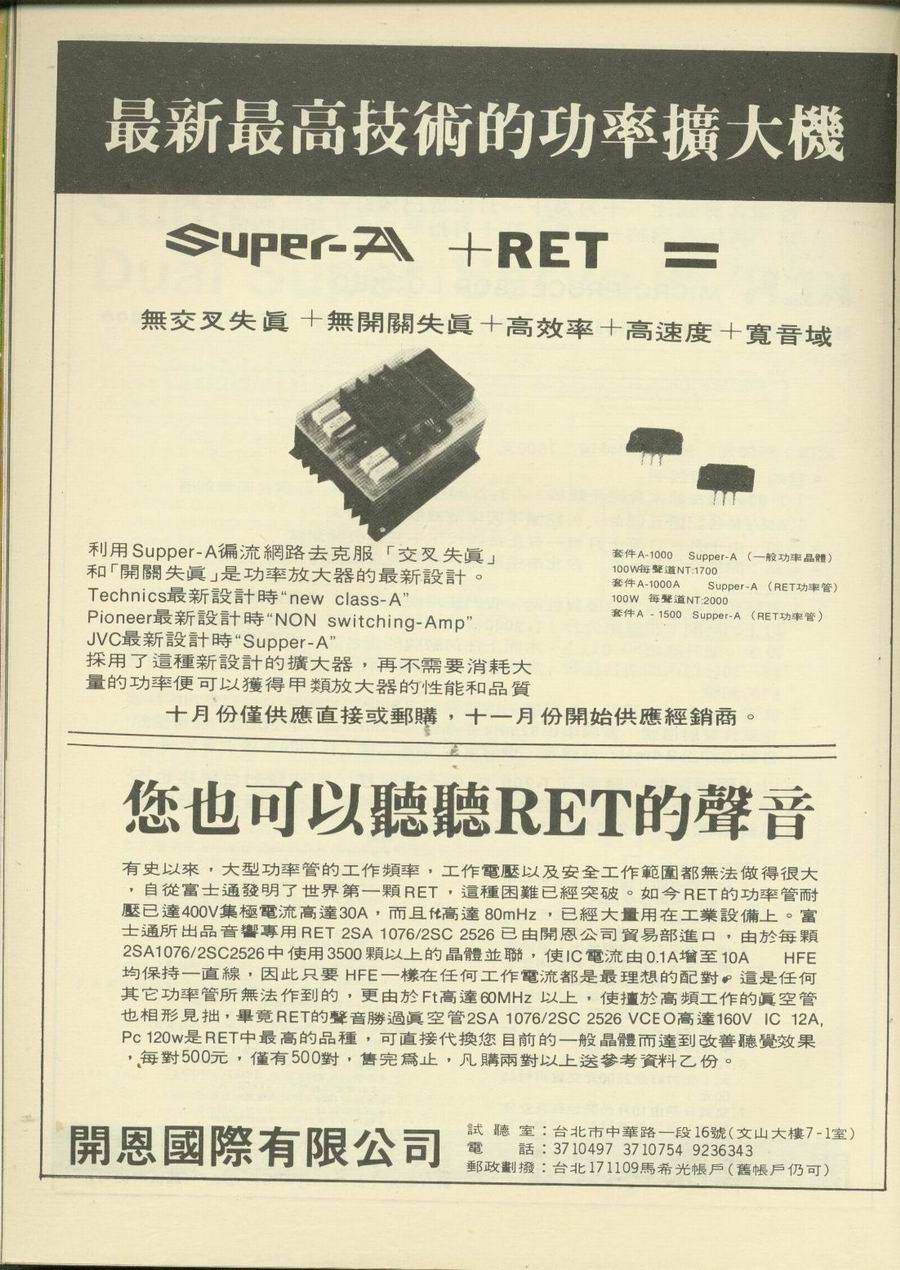 最新最高技術的功率擴大機
Super-A +RET =
無交叉失眞＋無開關失眞＋高效率＋高速度＋寬音域
利用Supper-A徧流網路去克服「交叉失眞」
和「開關失眞」是功率放大器的最新設計。
Technics最新設計時“new class-A”
Pioneer最新設計時“NON switching-Amp”
JVC最新設計時“Supper-A”
採用了這種新設計的擴大器，再不需要消耗大
量的功率便可以獲得甲類放大器的性能和品質
套件A-1000 Supper-A （一般功率晶體）
100W每聲道NT:1700
套件A-1000A Super-A （RET功率管）
100W 每聲道NT:2000
套件A - 1500 Supper-A （RET功率管）
十月份僅供應直接或郵購，十一月份開始供應經銷商。
您也可以聽聽RET的聲音
有史以來，大型功率管的工作頻率，工作電壓以及安全工作範圍都無法做得很大
，自從富士通發明了世界第一顆RET，這種困難已經突破。如今RET的功率管耐
壓已達400V集極電流高達30A，而且ft高達80mHz，已經大量用在工業設備上。富
士通所出品音響專用RET 2SA 1076/2SC 2526已由開恩公司貿易部進口，由於每顆
2SA1076/2SC2526中使用3500顆以上的晶體並聯，使IC電流由0.1A增至10A HFE
均保持一直線，因此只要HFE一樣在任何工作電流都是最理想的配對。這是任何
其它功率管所無法作到的，更由於Ft高達60MHz以上，使擅於高頻工作的眞空管
也相形見拙，畢竟RET的聲音勝過眞空管2SA 1076/2SC 2526 VCEO高達160V IC 12A,
Pc 120w是RET中最高的品種，可直接代換您目前的一般晶體而達到改善聽覺效果
，每對500元，僅有500對，售完爲止，凡購兩對以上送參考資料乙份。
開恩國際有限公司
試聽室：台北市中華路一段16號(文山大樓7-1室)
電話：3710497 3710754 9236343
郵政劃撥：台北171109馬希光帳戶(舊帳戶仍可)